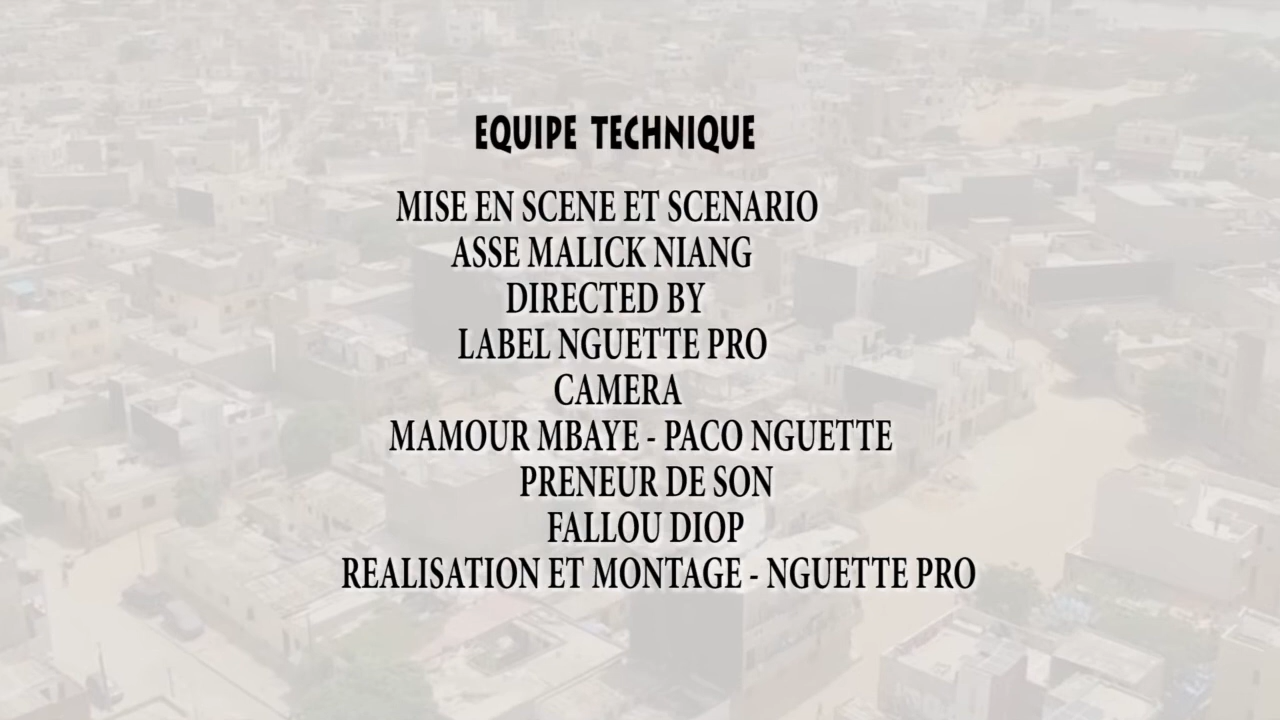 EQUIPE TECHNIQUE
MISE EN SCENE ET SCENARIO
ASSE MALICK NIANG
DIRECTED BY
LABEL NGUETTE PRO
CAMERA
MAMOUR MBAYE - PACO NGUETTE
PRENEUR DE SON
FALLOU DIOP
REALISATION ET MONTAGE - NGUETTE PRO